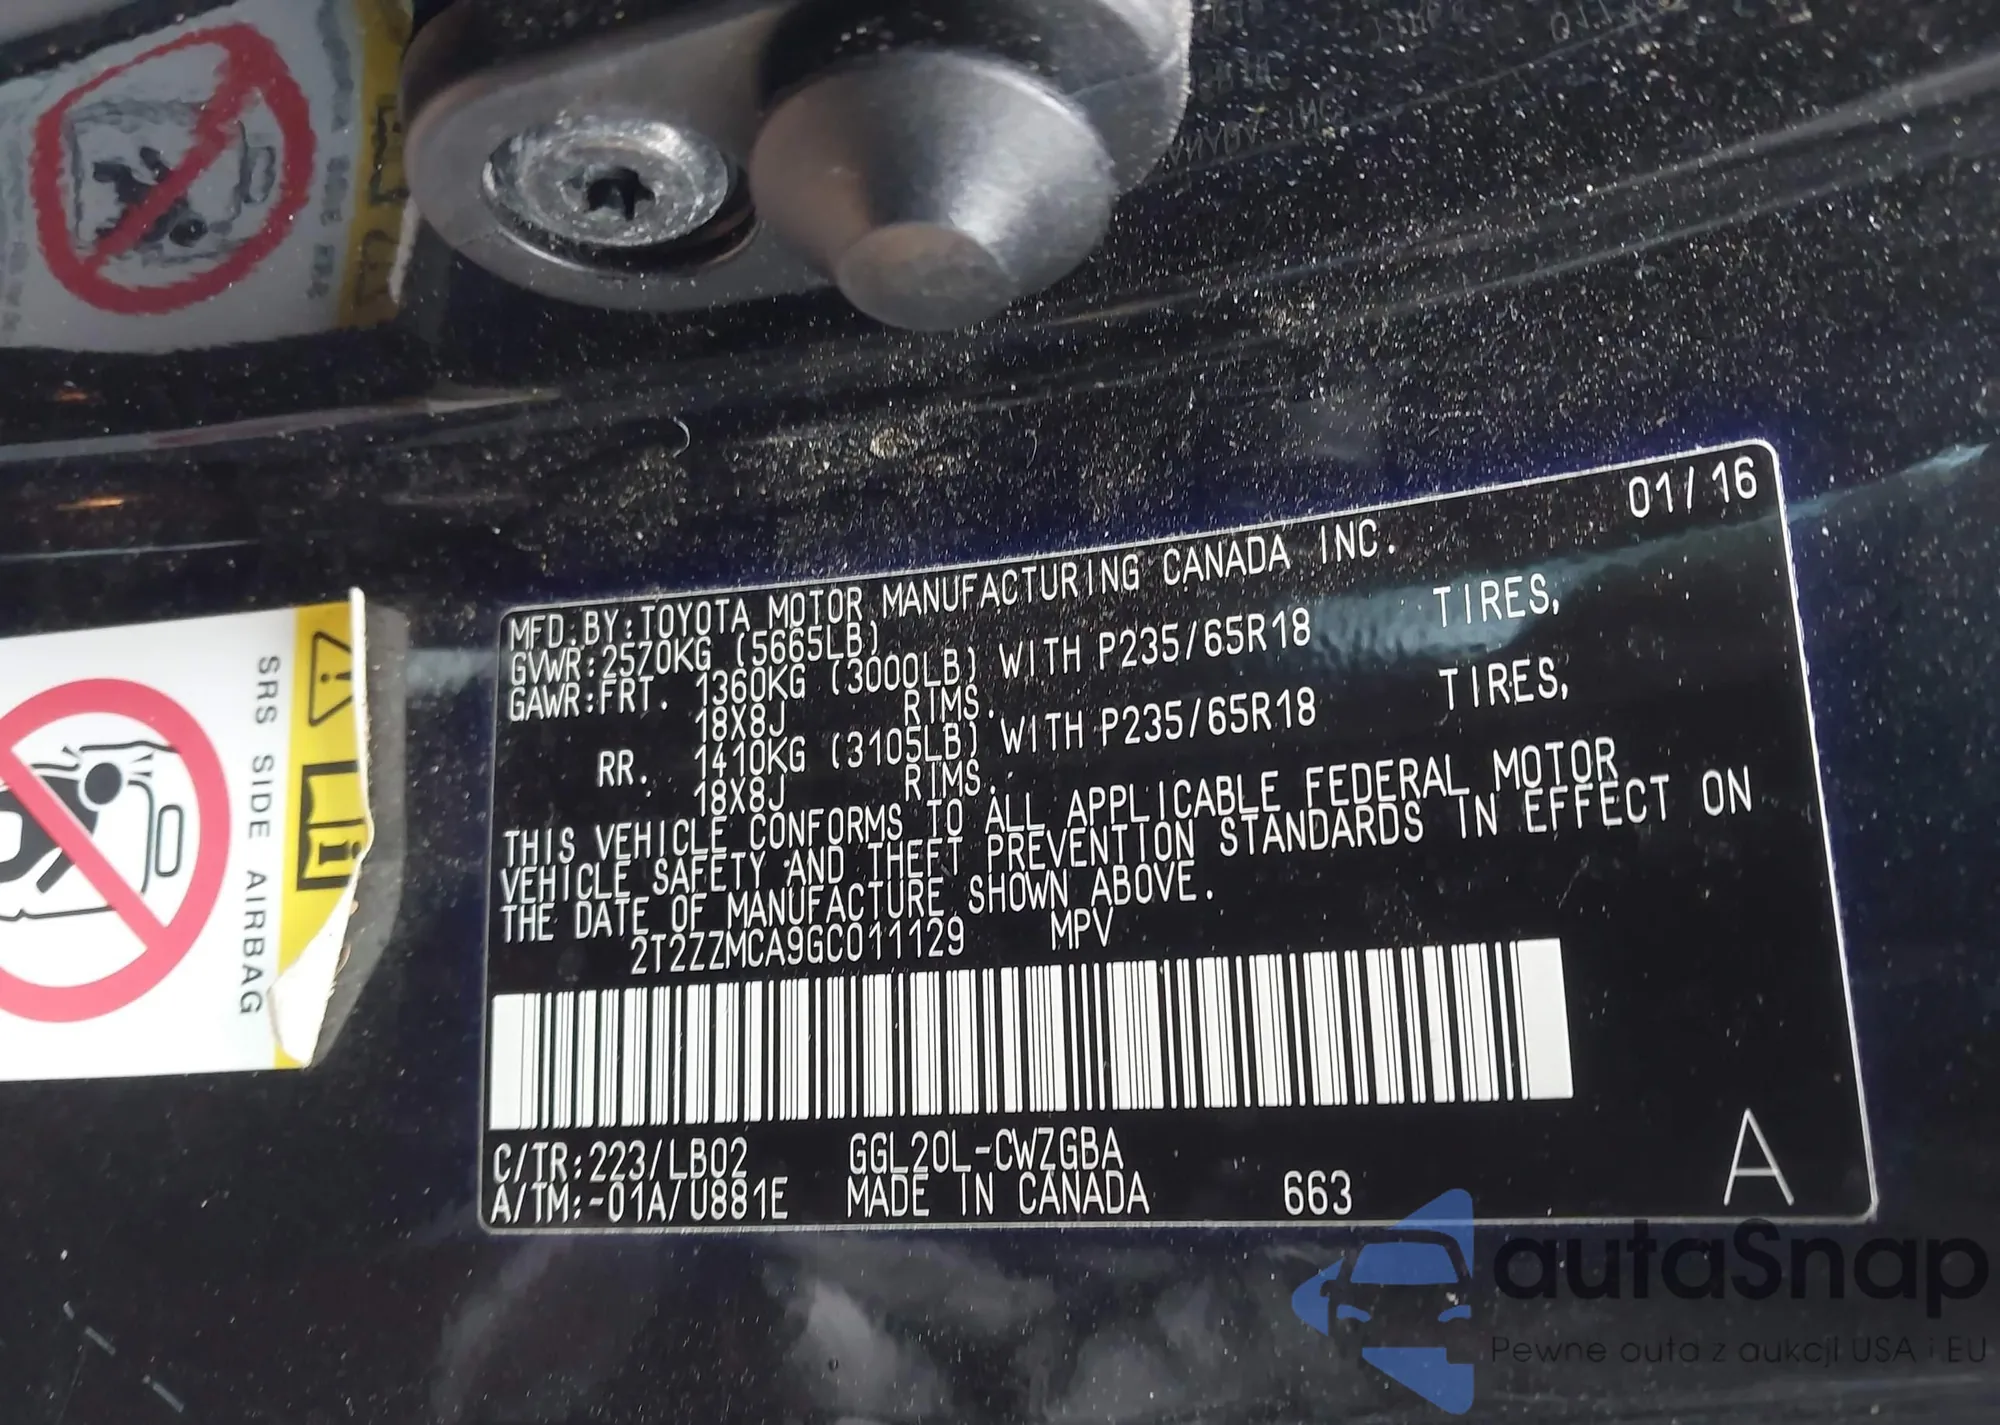 SRS SIDE AIRBAG
01/16
MFD.BY:TOYOTA MOTOR MANUFACTURING CANADA INC.
GVWR:2570KG (5665LB)
GAWR:FRT. 1360KG (3000LB) WITH P235/65R18 TIRES,
18X8J RIMS.
RR. 1410KG (3105LB) WITH P235/65R18 TIRES,
18X8J RIMS.
THIS VEHICLE CONFORMS TO ALL APPLICABLE FEDERAL MOTOR
VEHICLE SAFETY AND THEFT PREVENTION STANDARDS IN EFFECT ON
THE DATE OF MANUFACTURE SHOWN ABOVE.
2T2ZZMCA9GC011129 MPV
C/TR:223/LB02 GGL20L-CWZGBA
A/TM:-01A/U881E MADE IN CANADA 663
A
autaSnap
Pewne auta z aukcji USA i EU